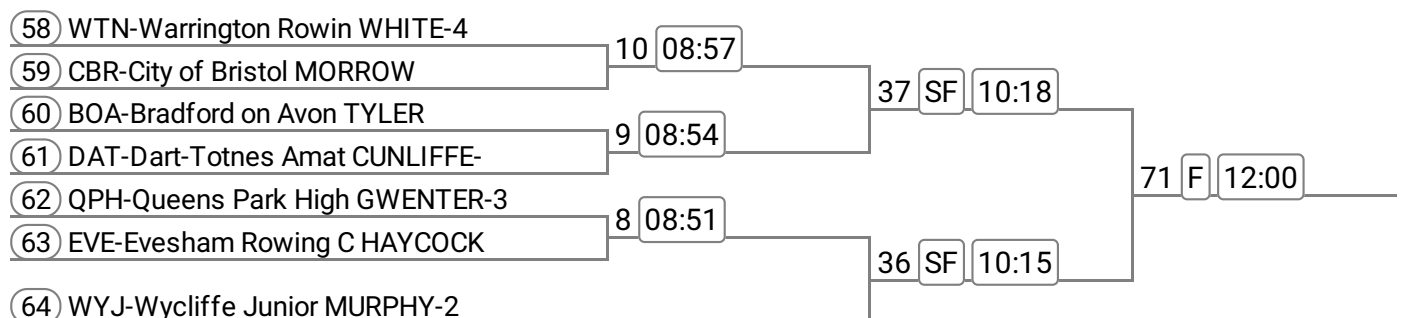 58 WTN-Warrington Rowin WHITE-4
10 08:57
59 CBR-City of Bristol MORROW
37 SF 10:18
60 BOA-Bradford on Avon TYLER
9 08:54
61 DAT-Dart-Totnes Amat CUNLIFFE-
71 F 12:00
62 QPH-Queens Park High GWENTER-3
8 08:51
63 EVE-Evesham Rowing C HAYCOCK
36 SF 10:15
64 WYJ-Wycliffe Junior MURPHY-2